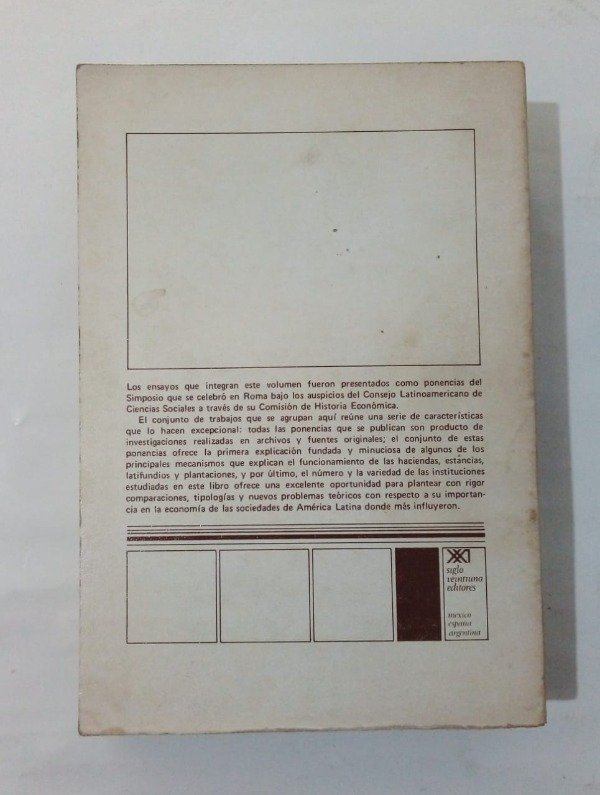 Los ensayos que integran este volumen fueron presentados como ponencias del
Simposio que se celebró en Roma bajo los auspicios del Consejo Latinoamericano de
Ciencias Sociales a través de su Comisión de Historia Económica.
El conjunto de trabajos que se agrupan aquí reúne una serie de características
que lo hacen excepcional: todas las ponencias que se publican son producto de
investigaciones realizadas en archivos y fuentes originales; el conjunto de estas
ponencias ofrece la primera explicación fundada y minuciosa de algunos de los
principales mecanismos que explican el funcionamiento de las haciendas, estancias,
latifundios y plantaciones, y por último, el número y la variedad de las instituciones
estudiadas en este libro ofrece una excelente oportunidad para plantear con rigor
comparaciones, tipologías y nuevos problemas teóricos con respecto a su importan-
cia en la economía de las sociedades de América Latina donde más influyeron.
siglo
veintiuno
editores
méxico
españa
argentina